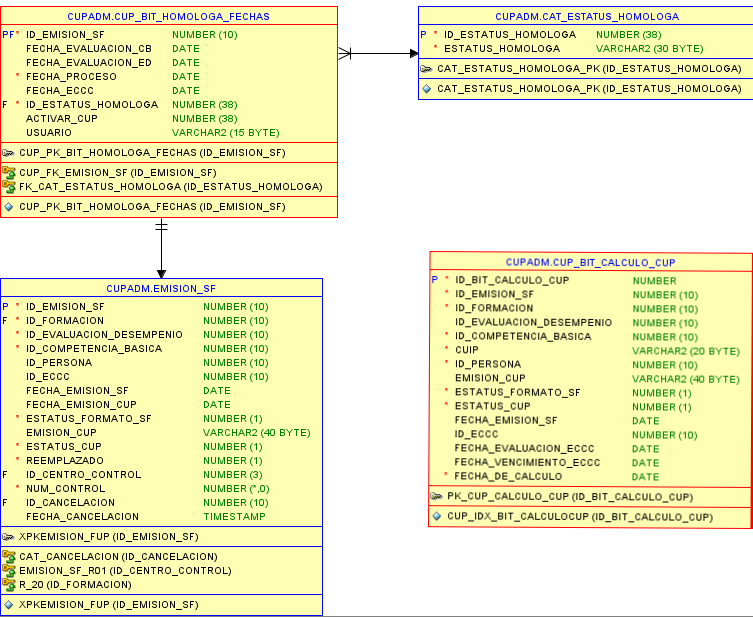 CUPADM.CUP_BIT_HOMOLOGA_FECHAS
PF* ID_EMISION_SF NUMBER (10)
FECHA_EVALUACION_CB DATE
FECHA_EVALUACION_ED DATE
* FECHA_PROCESO DATE
FECHA_ECCC DATE
F * ID_ESTATUS_HOMOLOGA NUMBER (38)
ACTIVAR_CUP NUMBER (38)
USUARIO VARCHAR2 (15 BYTE)
CUP_PK_BIT_HOMOLOGA_FECHAS (ID_EMISION_SF)
CUP_FK_EMISION_SF (ID_EMISION_SF)
FK_CAT_ESTATUS_HOMOLOGA (ID_ESTATUS_HOMOLOGA)
CUP_PK_BIT_HOMOLOGA_FECHAS (ID_EMISION_SF)
CUPADM.CAT_ESTATUS_HOMOLOGA
P * ID_ESTATUS_HOMOLOGA NUMBER (38)
* ESTATUS_HOMOLOGA VARCHAR2 (30 BYTE)
CAT_ESTATUS_HOMOLOGA_PK (ID_ESTATUS_HOMOLOGA)
CAT_ESTATUS_HOMOLOGA_PK (ID_ESTATUS_HOMOLOGA)
CUPADM.EMISION_SF
P * ID_EMISION_SF NUMBER (10)
F * ID_FORMACION NUMBER (10)
* ID_EVALUACION_DESEMPENIO NUMBER (10)
* ID_COMPETENCIA_BASICA NUMBER (10)
ID_PERSONA NUMBER (10)
ID_ECCC NUMBER (10)
FECHA_EMISION_SF DATE
FECHA_EMISION_CUP DATE
* ESTATUS_FORMATO_SF NUMBER (1)
EMISION_CUP VARCHAR2 (40 BYTE)
* ESTATUS_CUP NUMBER (1)
* REEMPLAZADO NUMBER (1)
F ID_CENTRO_CONTROL NUMBER (3)
* NUM_CONTROL NUMBER (*,0)
F ID_CANCELACION NUMBER (10)
FECHA_CANCELACION TIMESTAMP
XPKEMISION_FUP (ID_EMISION_SF)
CAT_CANCELACION (ID_CANCELACION)
EMISION_SF_R01 (ID_CENTRO_CONTROL)
R_20 (ID_FORMACION)
XPKEMISION_FUP (ID_EMISION_SF)
CUPADM.CUP_BIT_CALCULO_CUP
P * ID_BIT_CALCULO_CUP NUMBER
* ID_EMISION_SF NUMBER (10)
* ID_FORMACION NUMBER (10)
ID_EVALUACION_DESEMPENIO NUMBER (10)
* ID_COMPETENCIA_BASICA NUMBER (10)
* CUIP VARCHAR2 (20 BYTE)
* ID_PERSONA NUMBER (10)
EMISION_CUP VARCHAR2 (40 BYTE)
* ESTATUS_FORMATO_SF NUMBER (1)
* ESTATUS_CUP NUMBER (1)
FECHA_EMISION_SF DATE
ID_ECCC NUMBER (10)
FECHA_EVALUACION_ECCC DATE
FECHA_VENCIMIENTO_ECCC DATE
* FECHA_DE_CALCULO DATE
PK_CUP_CALCULO_CUP (ID_BIT_CALCULO_CUP)
CUP_IDX_BIT_CALCULOCUP (ID_BIT_CALCULO_CUP)